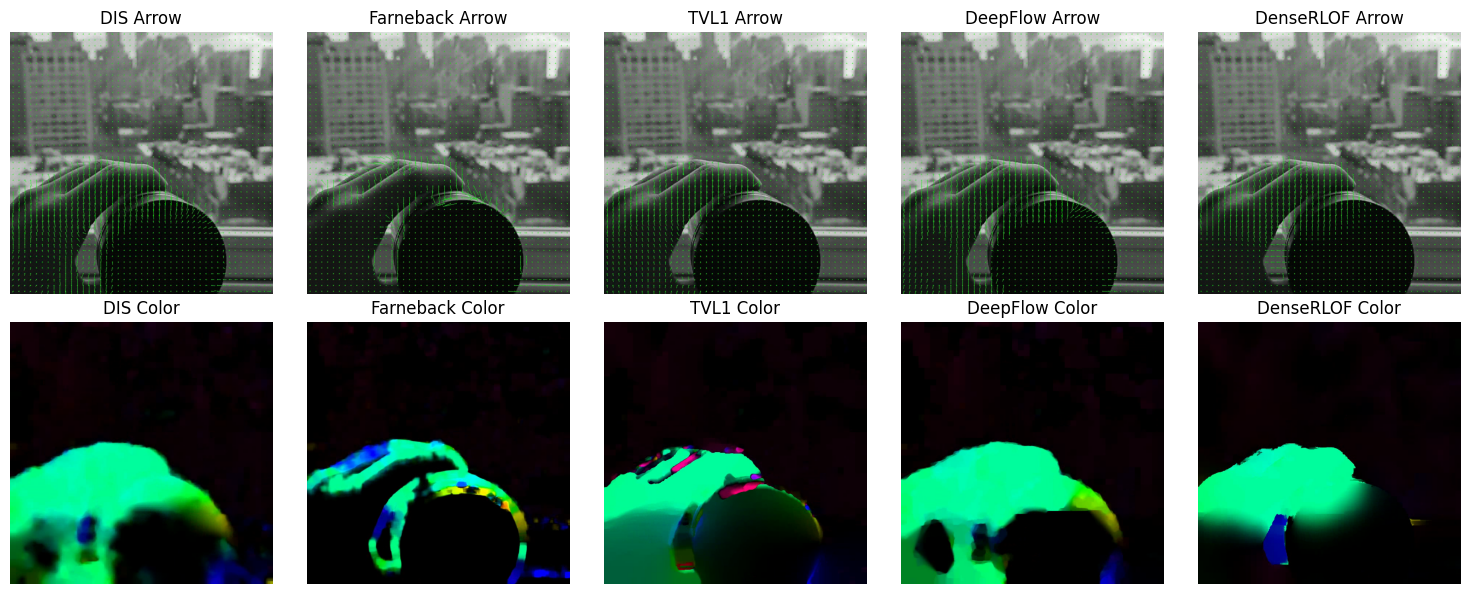 DIS Arrow
Farneback Arrow
TVL1 Arrow
DeepFlow Arrow
DenseRLOF Arrow
DIS Color
Farneback Color
TVL1 Color
DeepFlow Color
DenseRLOF Color